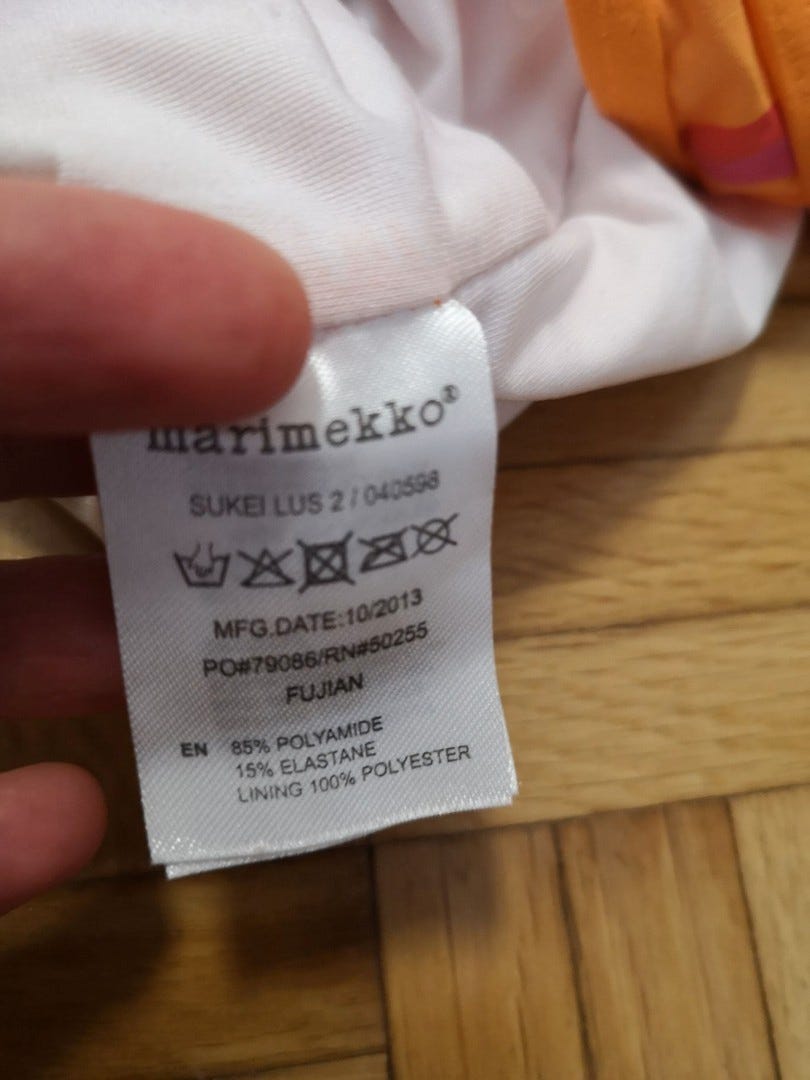 marimekko®
SUKEI LUS 2 / 040598
MFG.DATE:10/2013
PO#79086/RN#50255
FUJIAN
EN 85% POLYAMIDE
15% ELASTANE
LINING 100% POLYESTER